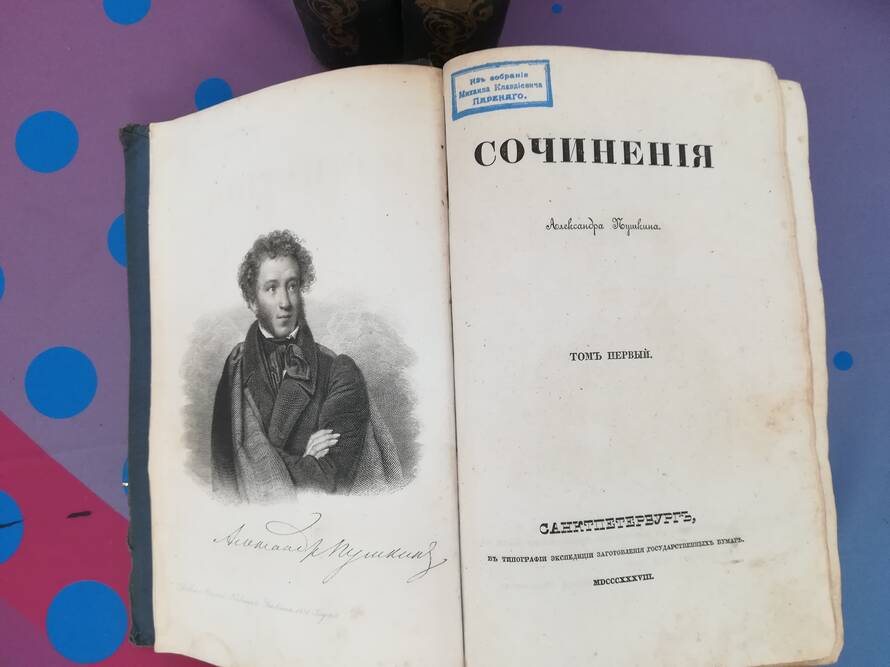 Александръ Пушкинъ
Изъ собранія
Михаила Клавдіевича
ПАРЕНАГО.
СОЧИНЕНІЯ
Александра Пушкина.
ТОМЪ ПЕРВЫЙ.
САНКТПЕТЕРБУРГЪ,
ВЪ ТИПОГРАФІИ ЭКСПЕДИЦІИ ЗАГОТОВЛЕНІЯ ГОСУДАРСТВЕННЫХЪ БУМАГЪ.
MDCCCXXXVIII.